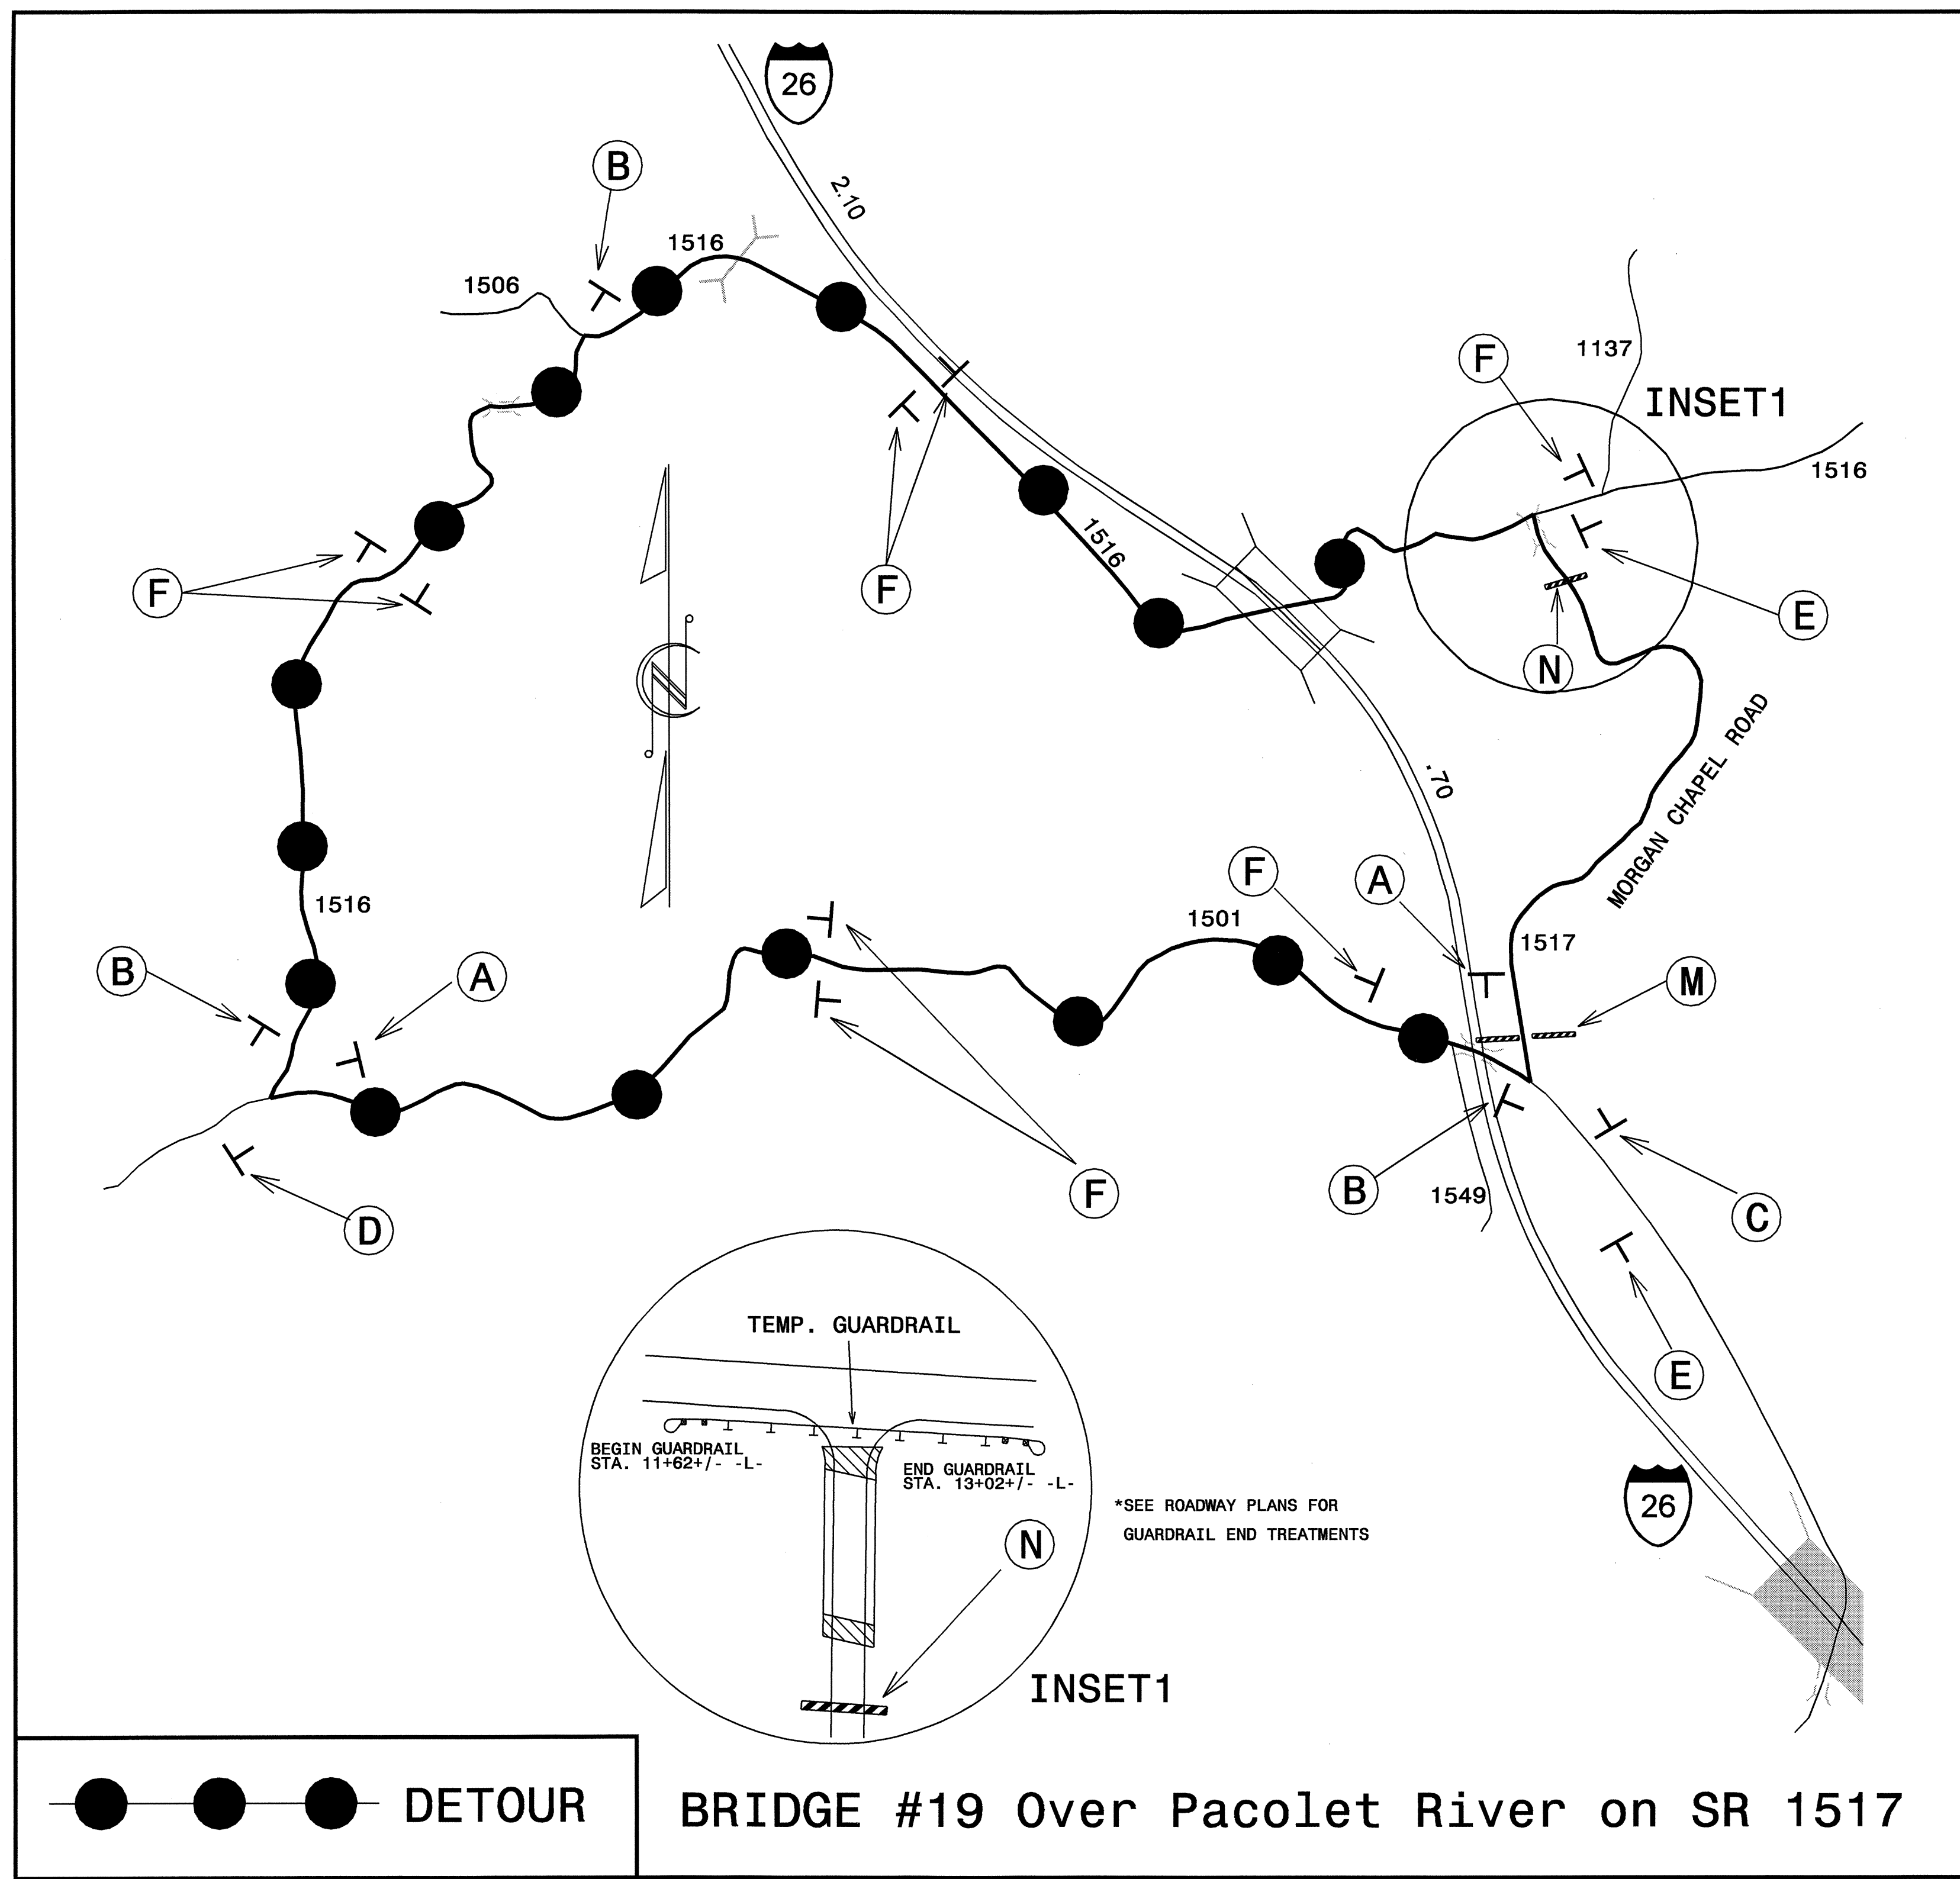 26
B
2.10
1516
1506
F
1137
INSET1
1516
F
F
1516
E
N
N
.70
MORGAN CHAPEL ROAD
F
A
1516
1501
1517
B
A
M
F
B
1549
C
D
TEMP. GUARDRAIL
E
BEGIN GUARDRAIL
STA. 11+62+/- -L-
END GUARDRAIL
STA. 13+02+/- -L-
26
*SEE ROADWAY PLANS FOR
GUARDRAIL END TREATMENTS
N
INSET1
DETOUR
BRIDGE #19 Over Pacolet River on SR 1517